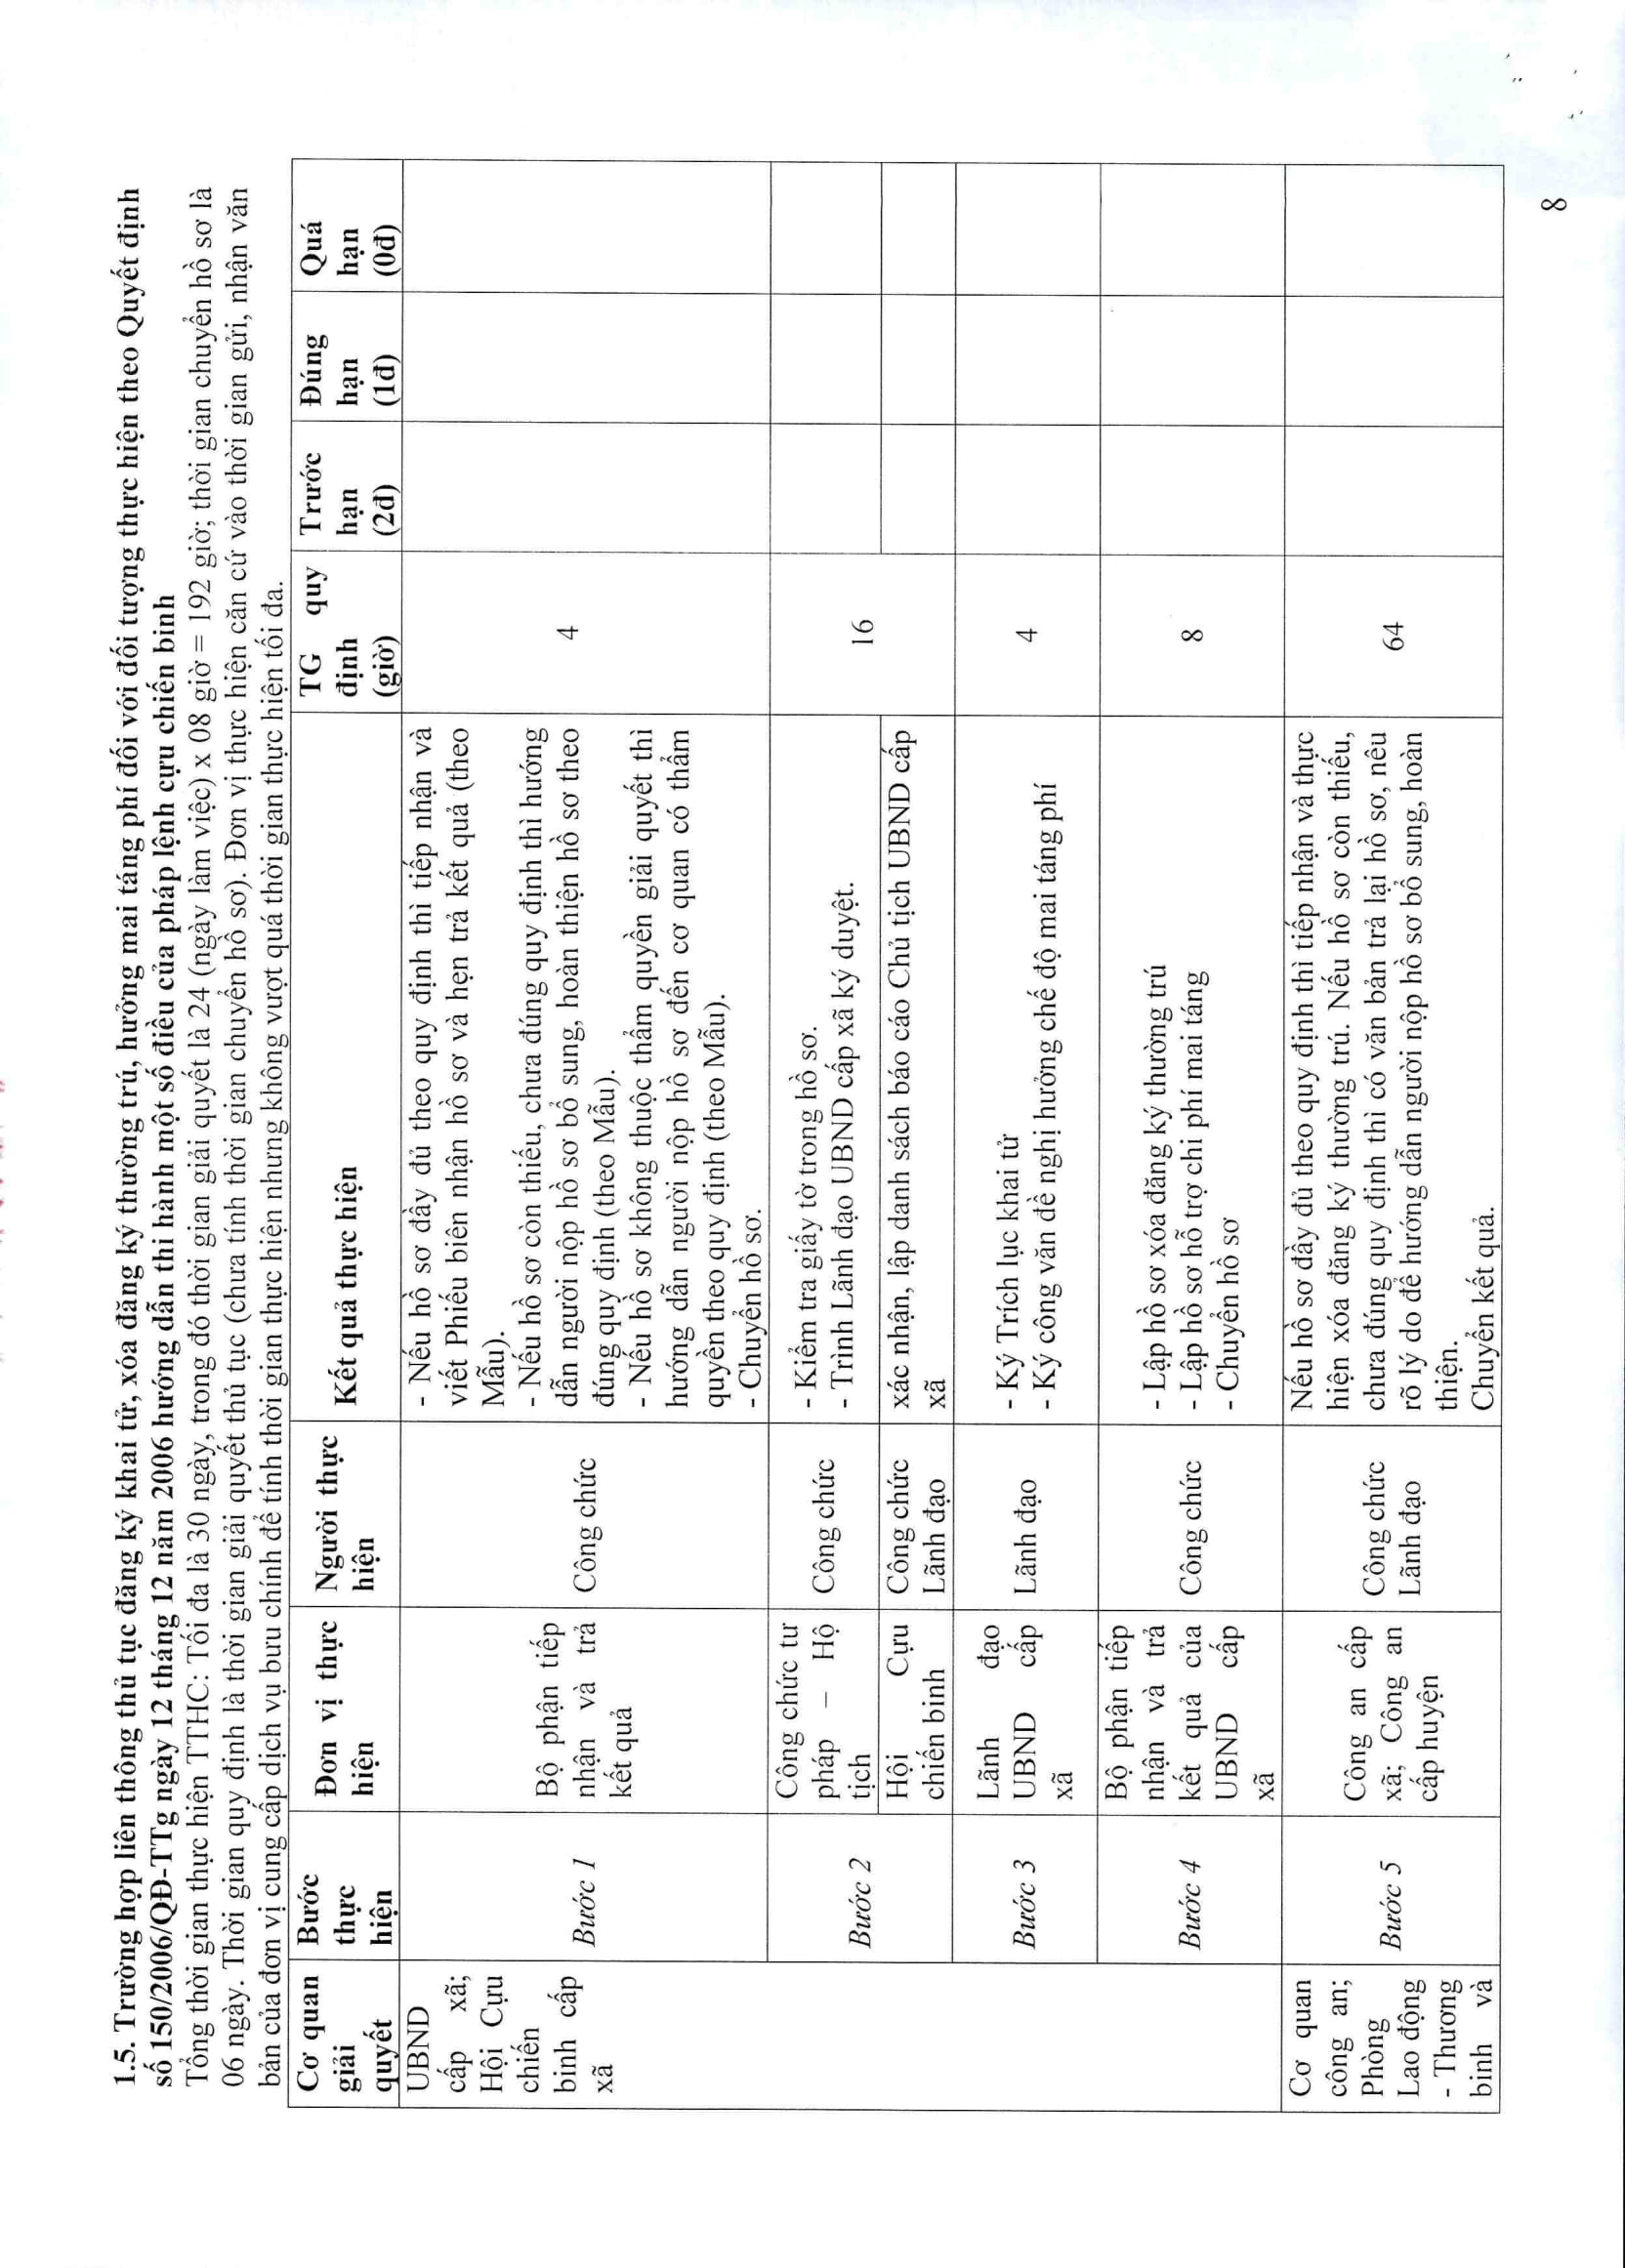 1.5. Trường hợp liên thông thủ tục đăng ký khai tử, xóa đăng ký thường trú, hưởng mai táng phí đối với đối tượng thực hiện theo Quyết định
số 150/2006/QĐ-TTg ngày 12 tháng 12 năm 2006 hướng dẫn thi hành một số điều của pháp lệnh cựu chiến binh
Tổng thời gian thực hiện TTHC: Tối đa là 30 ngày, trong đó thời gian giải quyết là 24 (ngày làm việc) x 08 giờ = 192 giờ; thời gian chuyển hồ sơ là
06 ngày. Thời gian quy định là thời gian giải quyết thủ tục (chưa tính thời gian chuyển hồ sơ). Đơn vị thực hiện căn cứ vào thời gian gửi, nhận văn
bản của đơn vị cung cấp dịch vụ bưu chính để tính thời gian thực hiện nhưng không vượt quá thời gian thực hiện tối đa.
Cơ quan
giải
quyết
Bước
thực
hiện
Đơn vị thực
hiện
Người thực
hiện
Kết quả thực hiện
TG quy
định
(giờ)
Trước
hạn
(2đ)
Đúng
hạn
(1đ)
Quá
hạn
(0đ)
UBND
cấp xã;
Hội Cựu
chiến
binh cấp
xã
Bước 1
Bộ phận tiếp
nhận và trả
kết quả
Công chức
- Nếu hồ sơ đầy đủ theo quy định thì tiếp nhận và
viết Phiếu biên nhận hồ sơ và hẹn trả kết quả (theo
Mẫu).
- Nếu hồ sơ còn thiếu, chưa đúng quy định thì hướng
dẫn người nộp hồ sơ bổ sung, hoàn thiện hồ sơ theo
đúng quy định (theo Mẫu).
- Nếu hồ sơ không thuộc thẩm quyền giải quyết thì
hướng dẫn người nộp hồ sơ đến cơ quan có thẩm
quyền theo quy định (theo Mẫu).
- Chuyển hồ sơ.
4
Bước 2
Công chức tư
pháp – Hộ
tịch
Công chức
- Kiểm tra giấy tờ trong hồ sơ.
- Trình Lãnh đạo UBND cấp xã ký duyệt.
16
Hội Cựu
chiến binh
Công chức
Lãnh đạo
xác nhận, lập danh sách báo cáo Chủ tịch UBND cấp
xã
Bước 3
Lãnh đạo
UBND cấp
xã
Lãnh đạo
- Ký Trích lục khai tử
- Ký công văn đề nghị hưởng chế độ mai táng phí
4
Bước 4
Bộ phận tiếp
nhận và trả
kết quả của
UBND cấp
xã
Công chức
- Lập hồ sơ xóa đăng ký thường trú
- Lập hồ sơ hỗ trợ chi phí mai táng
- Chuyển hồ sơ
8
Cơ quan
công an;
Phòng
Lao động
- Thương
binh và
Bước 5
Công an cấp
xã; Công an
cấp huyện
Công chức
Lãnh đạo
Nếu hồ sơ đầy đủ theo quy định thì tiếp nhận và thực
hiện xóa đăng ký thường trú. Nếu hồ sơ còn thiếu,
chưa đúng quy định thì có văn bản trả lại hồ sơ, nêu
rõ lý do để hướng dẫn người nộp hồ sơ bổ sung, hoàn
thiện.
Chuyển kết quả.
64
8